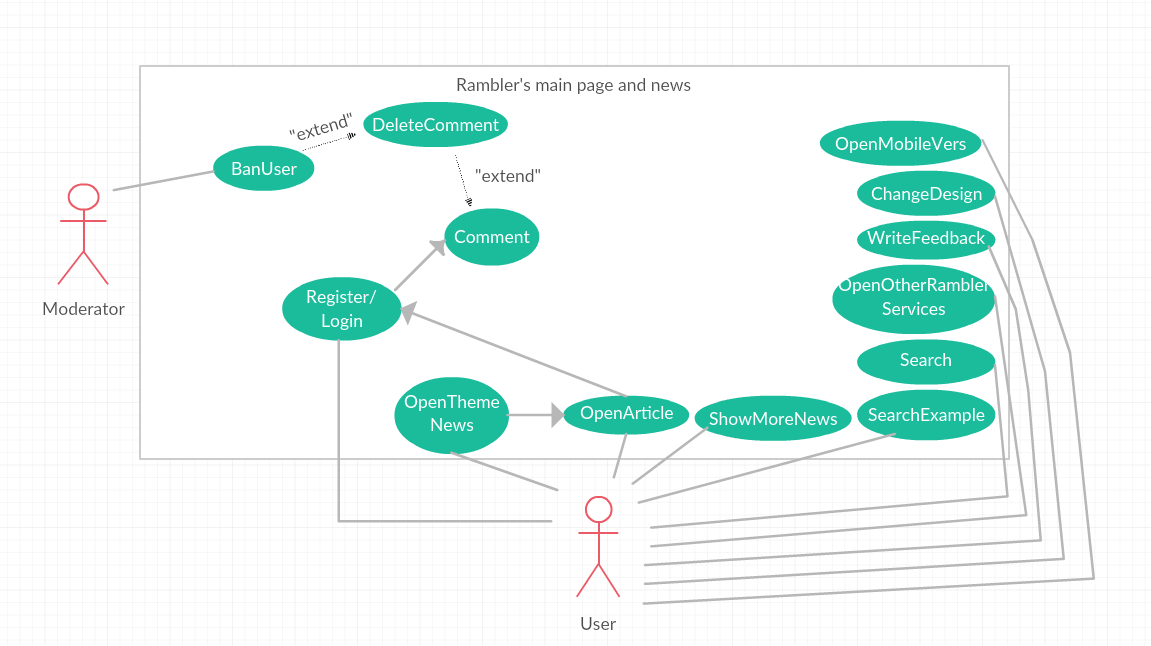 Rambler's main page and news
"extend"
DeleteComment
BanUser
"extend"
Comment
OpenMobileVers
ChangeDesign
WriteFeedback
OpenOtherRambler
Services
Register/
Login
Search
OpenTheme
News
OpenArticle
ShowMoreNews
SearchExample
Moderator
User